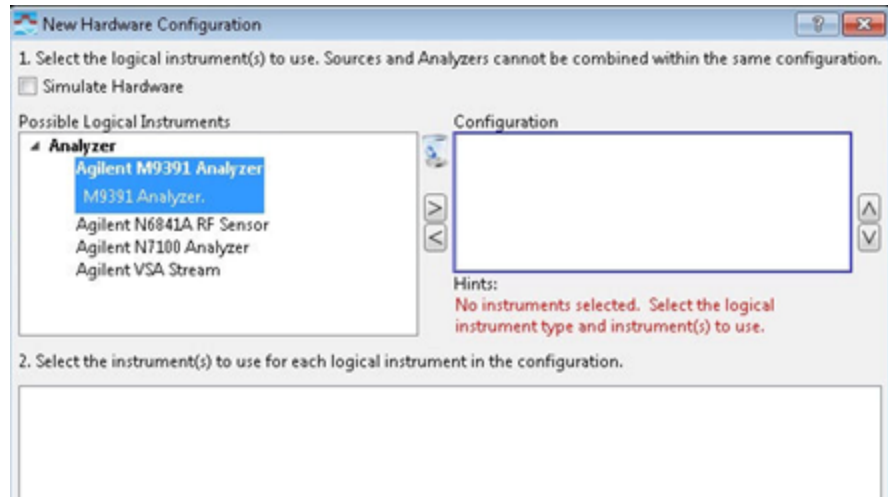 New Hardware Configuration
1. Select the logical instrument(s) to use. Sources and Analyzers cannot be combined within the same configuration.
Simulate Hardware
Possible Logical Instruments
Configuration
Analyzer
Agilent M9391 Analyzer
M9391 Analyzer.
Agilent N6841A RF Sensor
Agilent N7100 Analyzer
Agilent VSA Stream
Hints:
No instruments selected. Select the logical
instrument type and instrument(s) to use.
2. Select the instrument(s) to use for each logical instrument in the configuration.